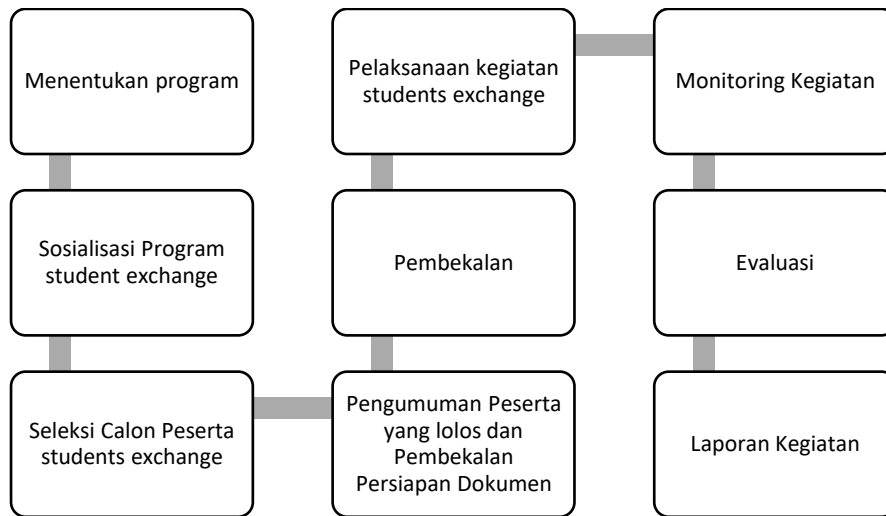 Menentukan program
Sosialisasi Program
student exchange
Seleksi Calon Peserta
students exchange
Pengumuman Peserta
yang lolos dan
Pembekalan
Persiapan Dokumen
Pembekalan
Pelaksanaan kegiatan
students exchange
Monitoring Kegiatan
Evaluasi
Laporan Kegiatan